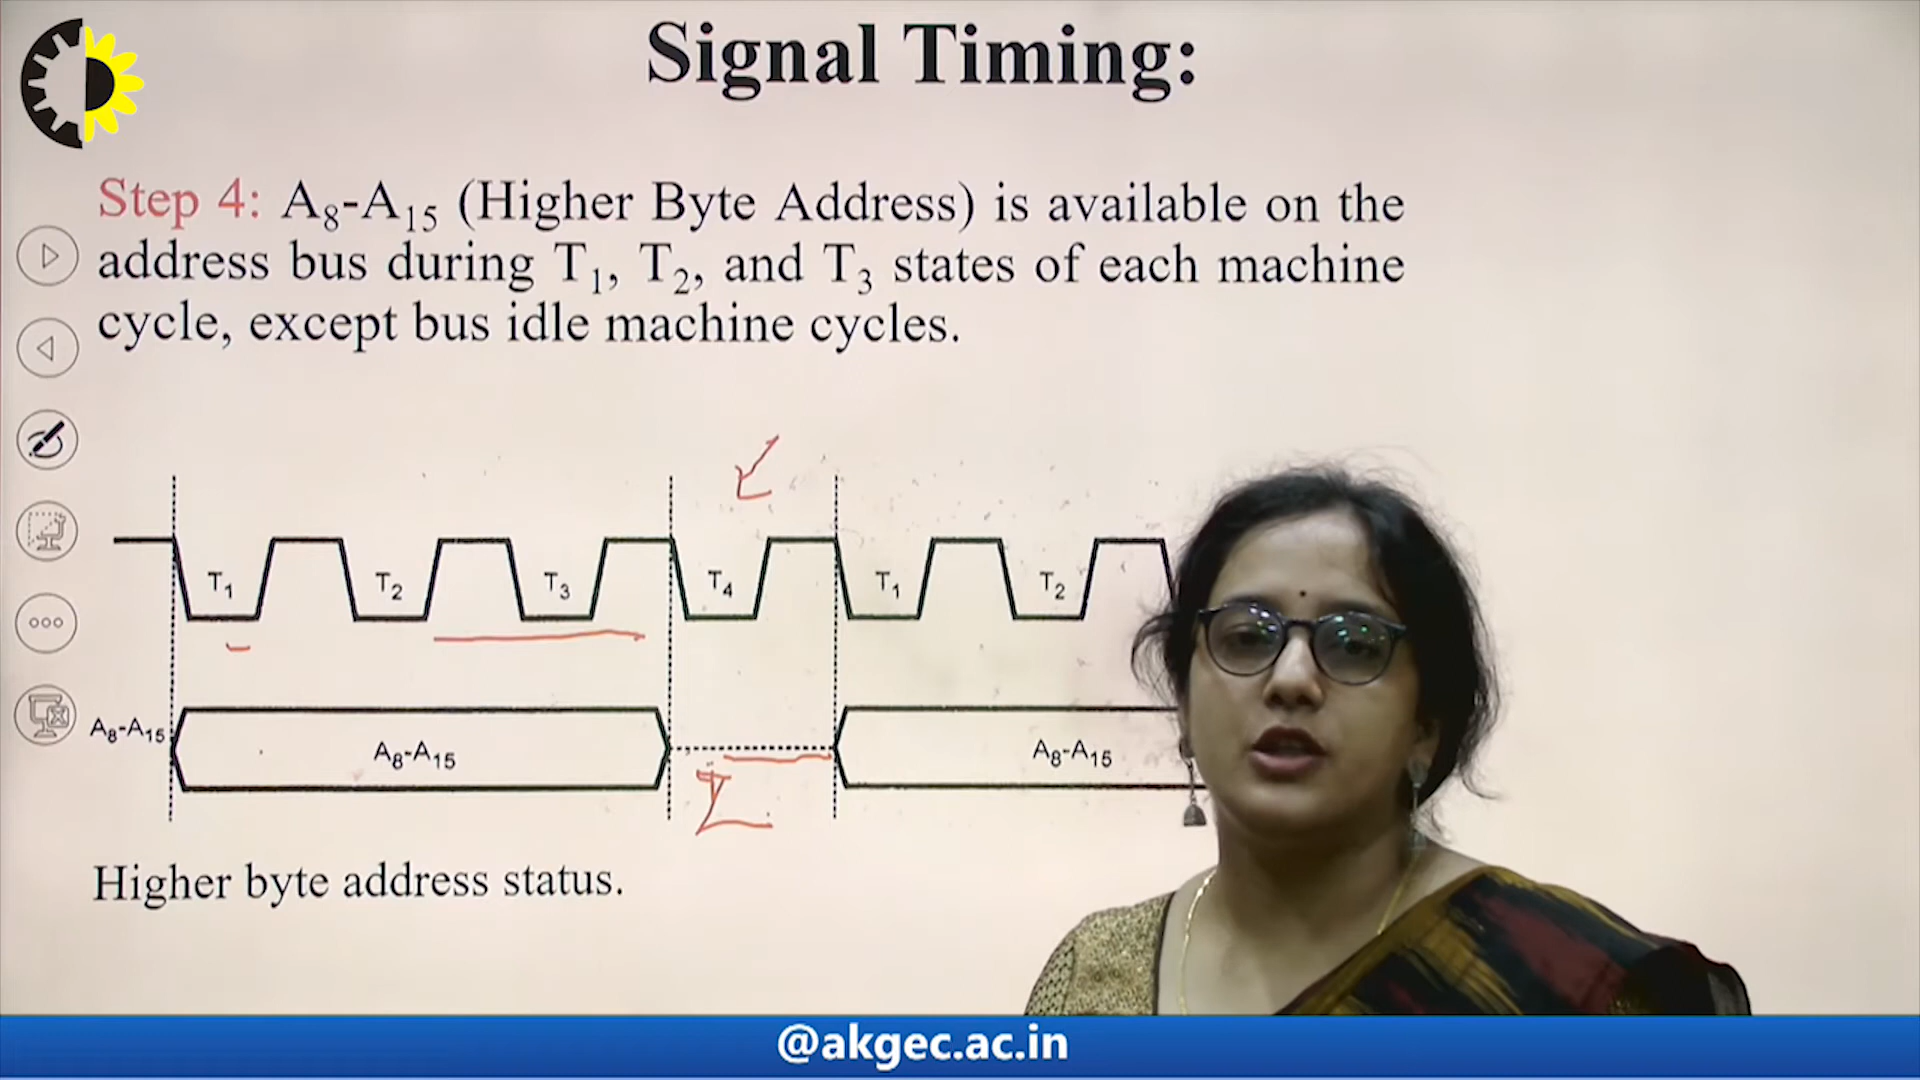 Signal Timing:
Step 4: A₈-A₁₅ (Higher Byte Address) is available on the
address bus during T₁, T₂, and T₃ states of each machine
cycle, except bus idle machine cycles.
T₁ T₂ T₃ T₄ T₁ T₂
A₈-A₁₅ A₈-A₁₅ A₈-A₁₅
Higher byte address status.
@akgec.ac.in